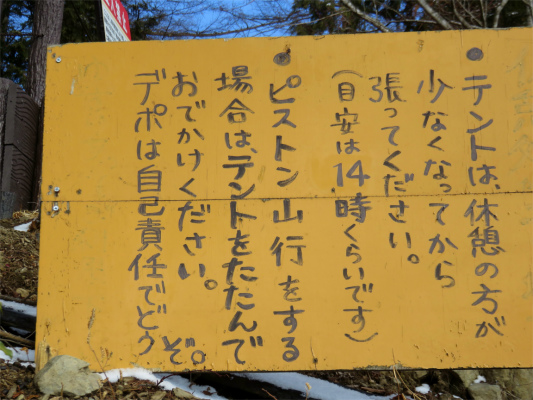 ●テントは、休憩の方が
少なくなってから
張ってください。
(目安は14時くらいです)
●ピストン山行をする
場合は、テントをたたんで
おでかけください。
デポは自己責任でどうぞ。